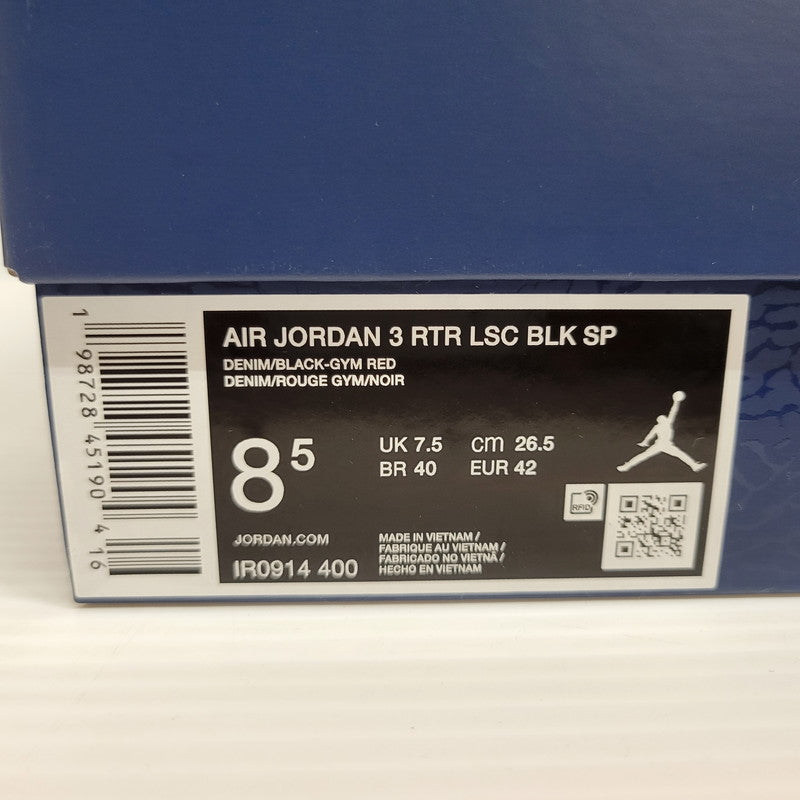 AIR JORDAN 3 RTR LSC BLK SP
DENIM/BLACK-GYM RED
DENIM/ROUGE GYM/NOIR
8 5
UK 7.5 cm 26.5
BR 40 EUR 42
RFID
JORDAN.COM
IR0914 400
MADE IN VIETNAM /
FABRIQUE AU VIETNAM /
FABRICADO NO VIETNÃ /
HECHO EN VIETNAM
1 98728 45190 4 16